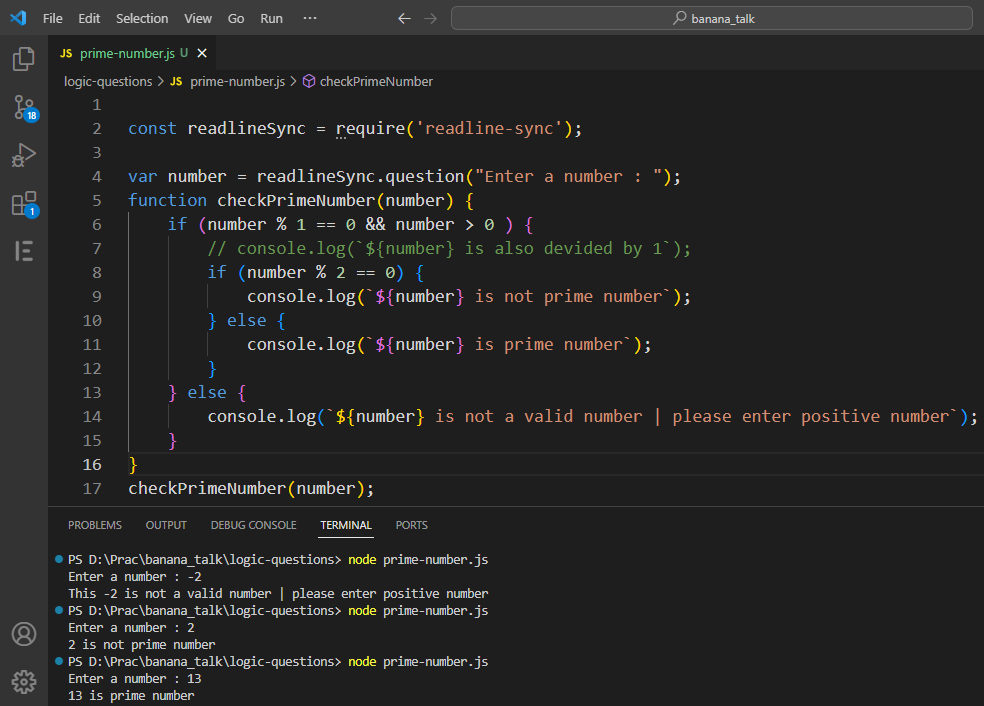 File Edit Selection View Go Run ··· banana_talk
JS prime-number.js U
logic-questions > JS prime-number.js > checkPrimeNumber
1
2 const readlineSync = require('readline-sync');
3
4 var number = readlineSync.question("Enter a number : ");
5 function checkPrimeNumber(number) {
6 if (number % 1 == 0 && number > 0 ) {
7 // console.log(`${number} is also devided by 1`);
8 if (number % 2 == 0) {
9 console.log(`${number} is not prime number`);
10 } else {
11 console.log(`${number} is prime number`);
12 }
13 } else {
14 console.log(`${number} is not a valid number | please enter positive number`);
15 }
16 }
17 checkPrimeNumber(number);
18
1
PROBLEMS OUTPUT DEBUG CONSOLE TERMINAL PORTS
PS D:\Prac\banana_talk\logic-questions> node prime-number.js
Enter a number : -2
This -2 is not a valid number | please enter positive number
PS D:\Prac\banana_talk\logic-questions> node prime-number.js
Enter a number : 2
2 is not prime number
PS D:\Prac\banana_talk\logic-questions> node prime-number.js
Enter a number : 13
13 is prime number